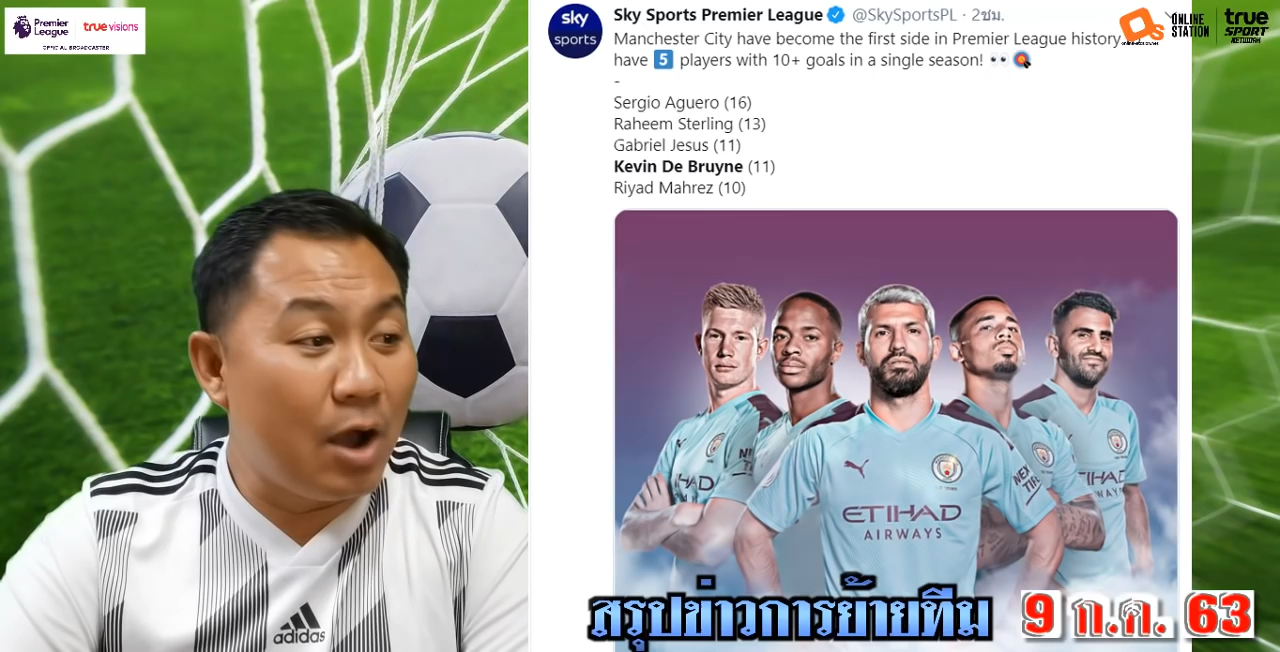 Premier
League
true visions
OFFICIAL BROADCASTER
sky
sports
Sky Sports Premier League @SkySportsPL · 2ชม.
Manchester City have become the first side in Premier League history
have 5 players with 10+ goals in a single season! 👀
-
Sergio Aguero (16)
Raheem Sterling (13)
Gabriel Jesus (11)
Kevin De Bruyne (11)
Riyad Mahrez (10)
ONLINE
STATION
true
SPORT
NETWORK
ETIHAD
AIRWAYS
adidas
สรุปข่าวการย้ายทีม 9 ก.ค. 63